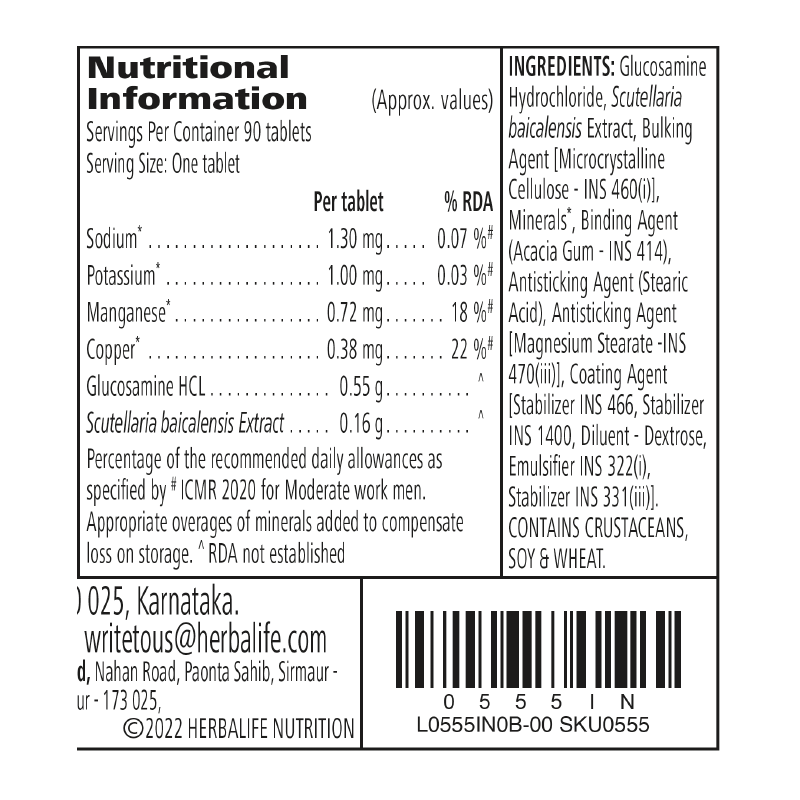 Nutritional
Information (Approx. values)
Servings Per Container 90 tablets
Serving Size: One tablet
Per tablet % RDA
Sodium* .................... 1.30 mg..... 0.07 %#
Potassium* .................. 1.00 mg..... 0.03 %#
Manganese* ................. 0.72 mg....... 18 %#
Copper* .................... 0.38 mg....... 22 %#
Glucosamine HCL.............. 0.55 g.......... ^
Scutellaria baicalensis Extract ..... 0.16 g.......... ^
Percentage of the recommended daily allowances as
specified by # ICMR 2020 for Moderate work men.
Appropriate overages of minerals added to compensate
loss on storage. ^ RDA not established
INGREDIENTS: Glucosamine
Hydrochloride, Scutellaria
baicalensis Extract, Bulking
Agent [Microcrystalline
Cellulose - INS 460(i)],
Minerals*, Binding Agent
(Acacia Gum - INS 414),
Antisticking Agent (Stearic
Acid), Antisticking Agent
[Magnesium Stearate -INS
470(iii)], Coating Agent
[Stabilizer INS 466, Stabilizer
INS 1400, Diluent - Dextrose,
Emulsifier INS 322(i),
Stabilizer INS 331(iii)].
CONTAINS CRUSTACEANS,
SOY & WHEAT.
025, Karnataka.
writetous@herbalife.com
d, Nahan Road, Paonta Sahib, Sirmaur -
ur - 173 025,
©2022 HERBALIFE NUTRITION
0 5 5 5 I N
L0555IN0B-00 SKU0555